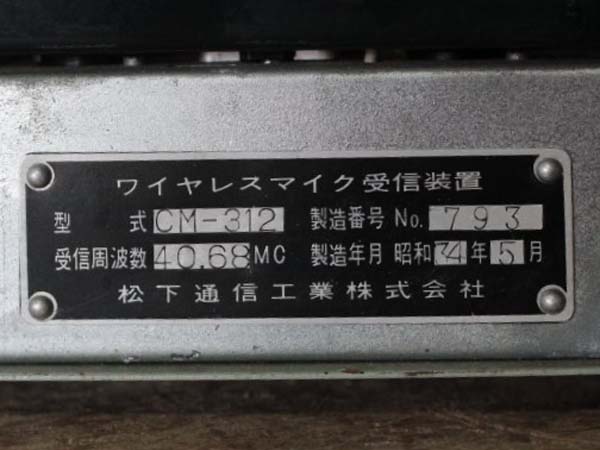 ワイヤレスマイク受信装置
型式 CM-312 製造番号 No. 793
受信周波数 40.68 MC 製造年月 昭和34年5月
松下通信工業株式会社